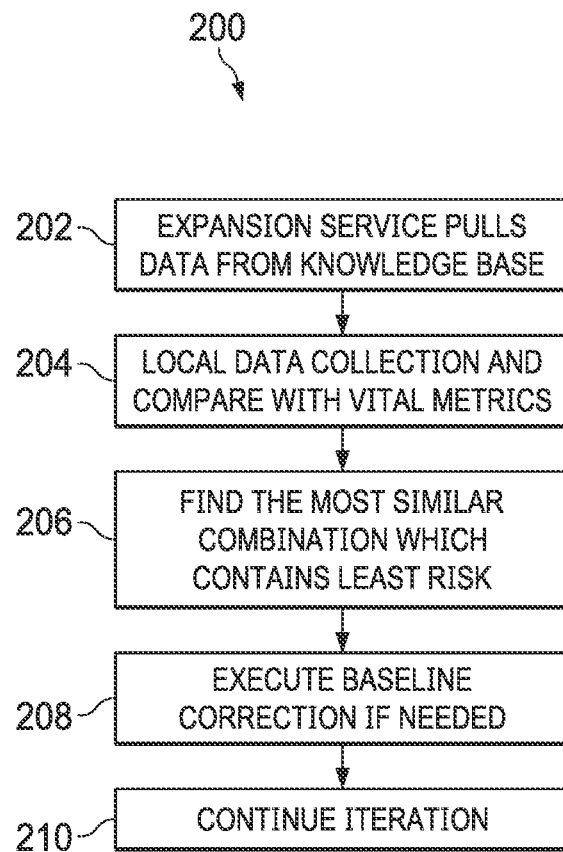 200
202
EXPANSION SERVICE PULLS
DATA FROM KNOWLEDGE BASE
204
LOCAL DATA COLLECTION AND
COMPARE WITH VITAL METRICS
206
FIND THE MOST SIMILAR
COMBINATION WHICH
CONTAINS LEAST RISK
208
EXECUTE BASELINE
CORRECTION IF NEEDED
210
CONTINUE ITERATION